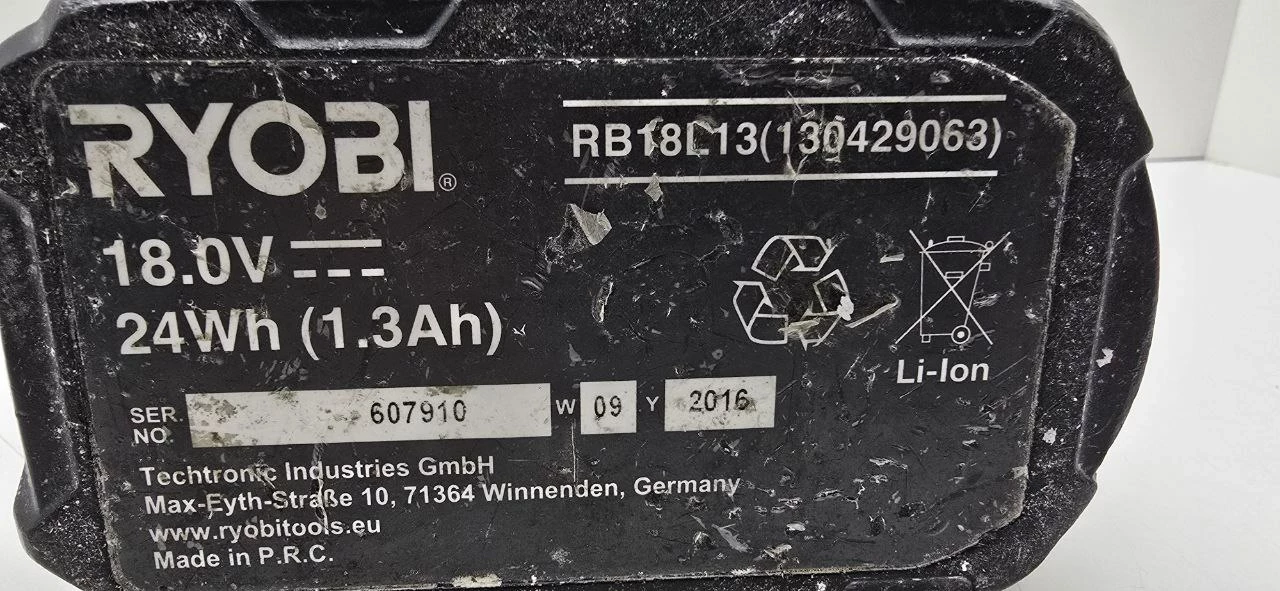 RYOBI®
RB18L13(130429063)
18.0V
24Wh (1.3Ah)
Li-Ion
SER. NO. 607910 W 09 Y 2016
Techtronic Industries GmbH
Max-Eyth-Straße 10, 71364 Winnenden, Germany
www.ryobitools.eu
Made in P.R.C.